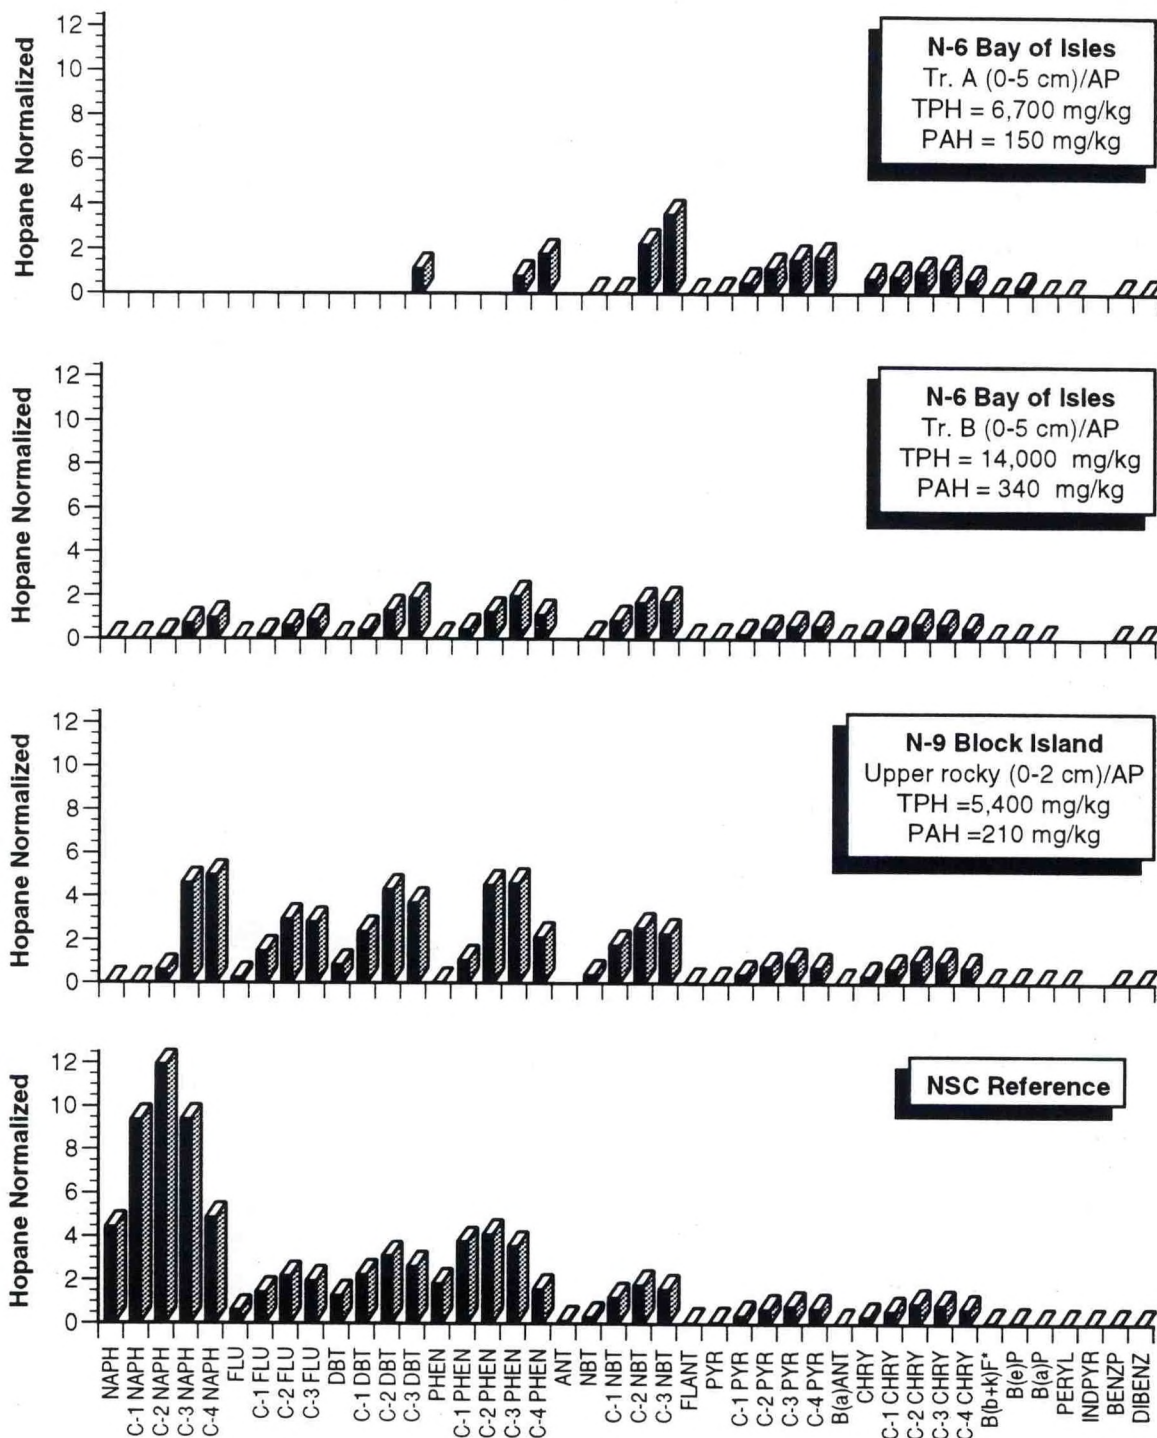 Hopane Normalized
12
10
8
6
4
2
0
N-6 Bay of Isles
Tr. A (0-5 cm)/AP
TPH = 6,700 mg/kg
PAH = 150 mg/kg
Hopane Normalized
12
10
8
6
4
2
0
N-6 Bay of Isles
Tr. B (0-5 cm)/AP
TPH = 14,000 mg/kg
PAH = 340 mg/kg
Hopane Normalized
12
10
8
6
4
2
0
N-9 Block Island
Upper rocky (0-2 cm)/AP
TPH =5,400 mg/kg
PAH =210 mg/kg
Hopane Normalized
12
10
8
6
4
2
0
NSC Reference
NAPH
C-1 NAPH
C-2 NAPH
C-3 NAPH
C-4 NAPH
FLU
C-1 FLU
C-2 FLU
C-3 FLU
DBT
C-1 DBT
C-2 DBT
C-3 DBT
PHEN
C-1 PHEN
C-2 PHEN
C-3 PHEN
C-4 PHEN
ANT
NBT
C-1 NBT
C-2 NBT
C-3 NBT
FLANT
PYR
C-1 PYR
C-2 PYR
C-3 PYR
C-4 PYR
B(a)ANT
CHRY
C-1 CHRY
C-2 CHRY
C-3 CHRY
C-4 CHRY
B(b+k)F*
B(e)P
B(a)P
PERYL
INDPYR
BENZP
DIBENZ